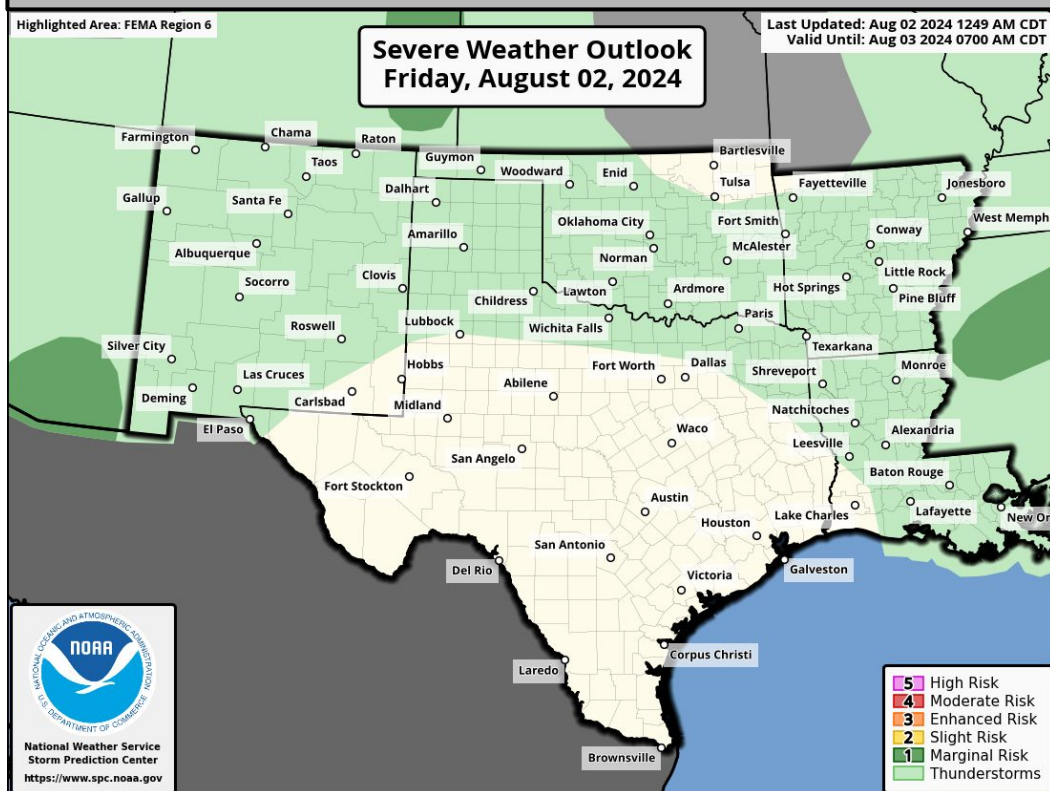 Highlighted Area: FEMA Region 6
Last Updated: Aug 02 2024 1249 AM CDT
Valid Until: Aug 03 2024 0700 AM CDT
Severe Weather Outlook
Friday, August 02, 2024
Farmington
Chama
Raton
Taos
Guymon
Woodward
Enid
Bartlesville
Tulsa
Fayetteville
Jonesboro
Gallup
Santa Fe
Dalhart
Oklahoma City
Fort Smith
West Memph
Albuquerque
Amarillo
Norman
McAlester
Conway
Socorro
Clovis
Childress
Lawton
Ardmore
Hot Springs
Little Rock
Pine Bluff
Roswell
Lubbock
Wichita Falls
Paris
Texarkana
Silver City
Hobbs
Fort Worth
Dallas
Shreveport
Monroe
Deming
Las Cruces
Carlsbad
Midland
Abilene
Natchitoches
El Paso
Waco
Leesville
Alexandria
San Angelo
Baton Rouge
Fort Stockton
Austin
Lake Charles
Lafayette
New Or
Houston
San Antonio
Del Rio
Galveston
Victoria
Laredo
Corpus Christi
Brownsville
NATIONAL OCEANIC AND ATMOSPHERIC ADMINISTRATION
NOAA
U.S. DEPARTMENT OF COMMERCE
National Weather Service
Storm Prediction Center
https://www.spc.noaa.gov
5 High Risk
4 Moderate Risk
3 Enhanced Risk
2 Slight Risk
1 Marginal Risk
Thunderstorms